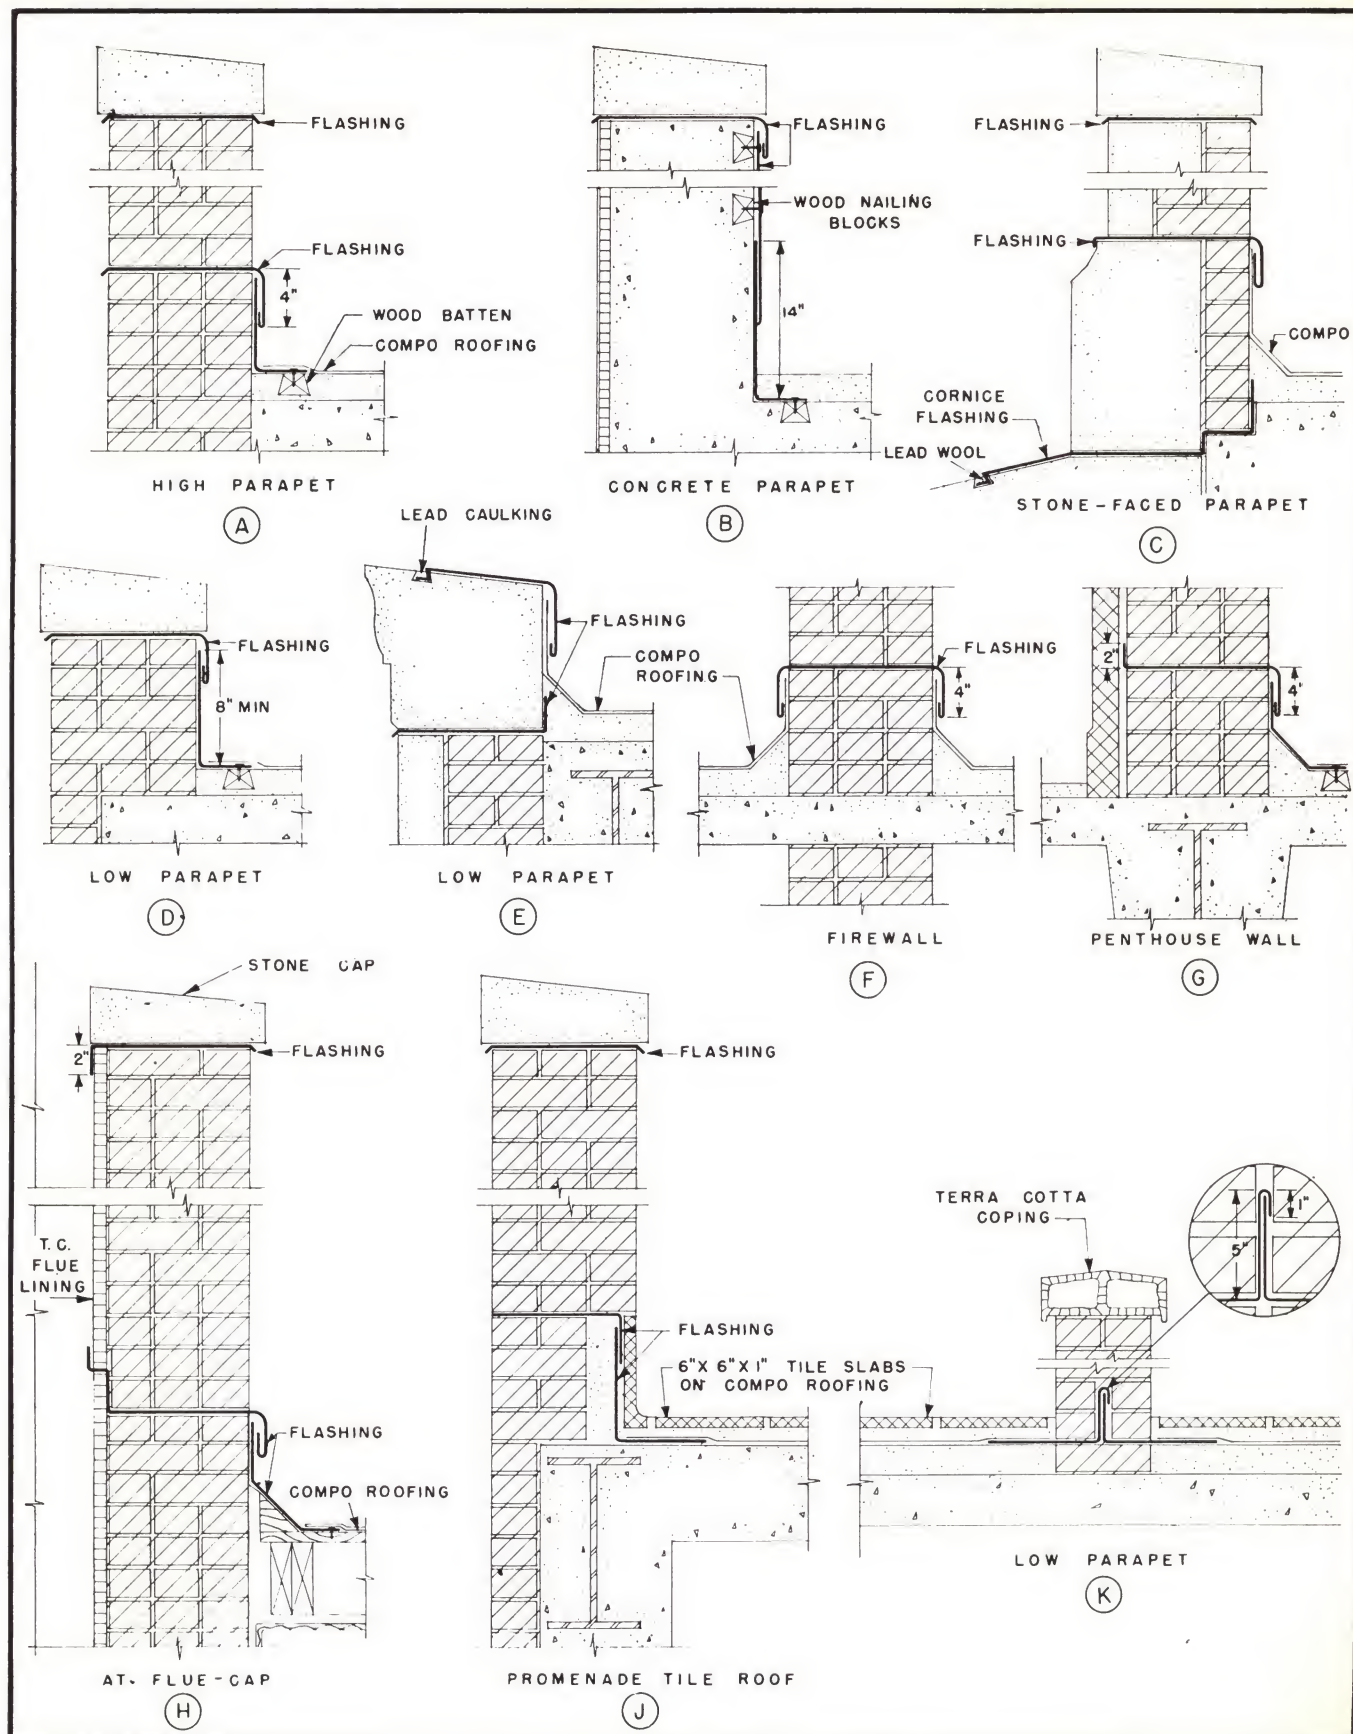 FLASHING
FLASHING
4"
WOOD BATTEN
COMPO ROOFING
HIGH PARAPET
A
FLASHING
WOOD NAILING
BLOCKS
14"
CONCRETE PARAPET
B
FLASHING
FLASHING
COMPO
CORNICE
FLASHING
LEAD WOOL
STONE-FACED PARAPET
C
FLASHING
8" MIN
LOW PARAPET
D
LEAD CAULKING
FLASHING
COMPO
ROOFING
LOW PARAPET
E
FLASHING
4"
FIREWALL
F
2"
4"
PENTHOUSE WALL
G
STONE CAP
2"
FLASHING
T.C.
FLUE
LINING
FLASHING
COMPO ROOFING
AT. FLUE-CAP
H
FLASHING
FLASHING
6" X 6" X 1" TILE SLABS
ON COMPO ROOFING
PROMENADE TILE ROOF
J
TERRA COTTA
COPING
1"
5"
LOW PARAPET
K